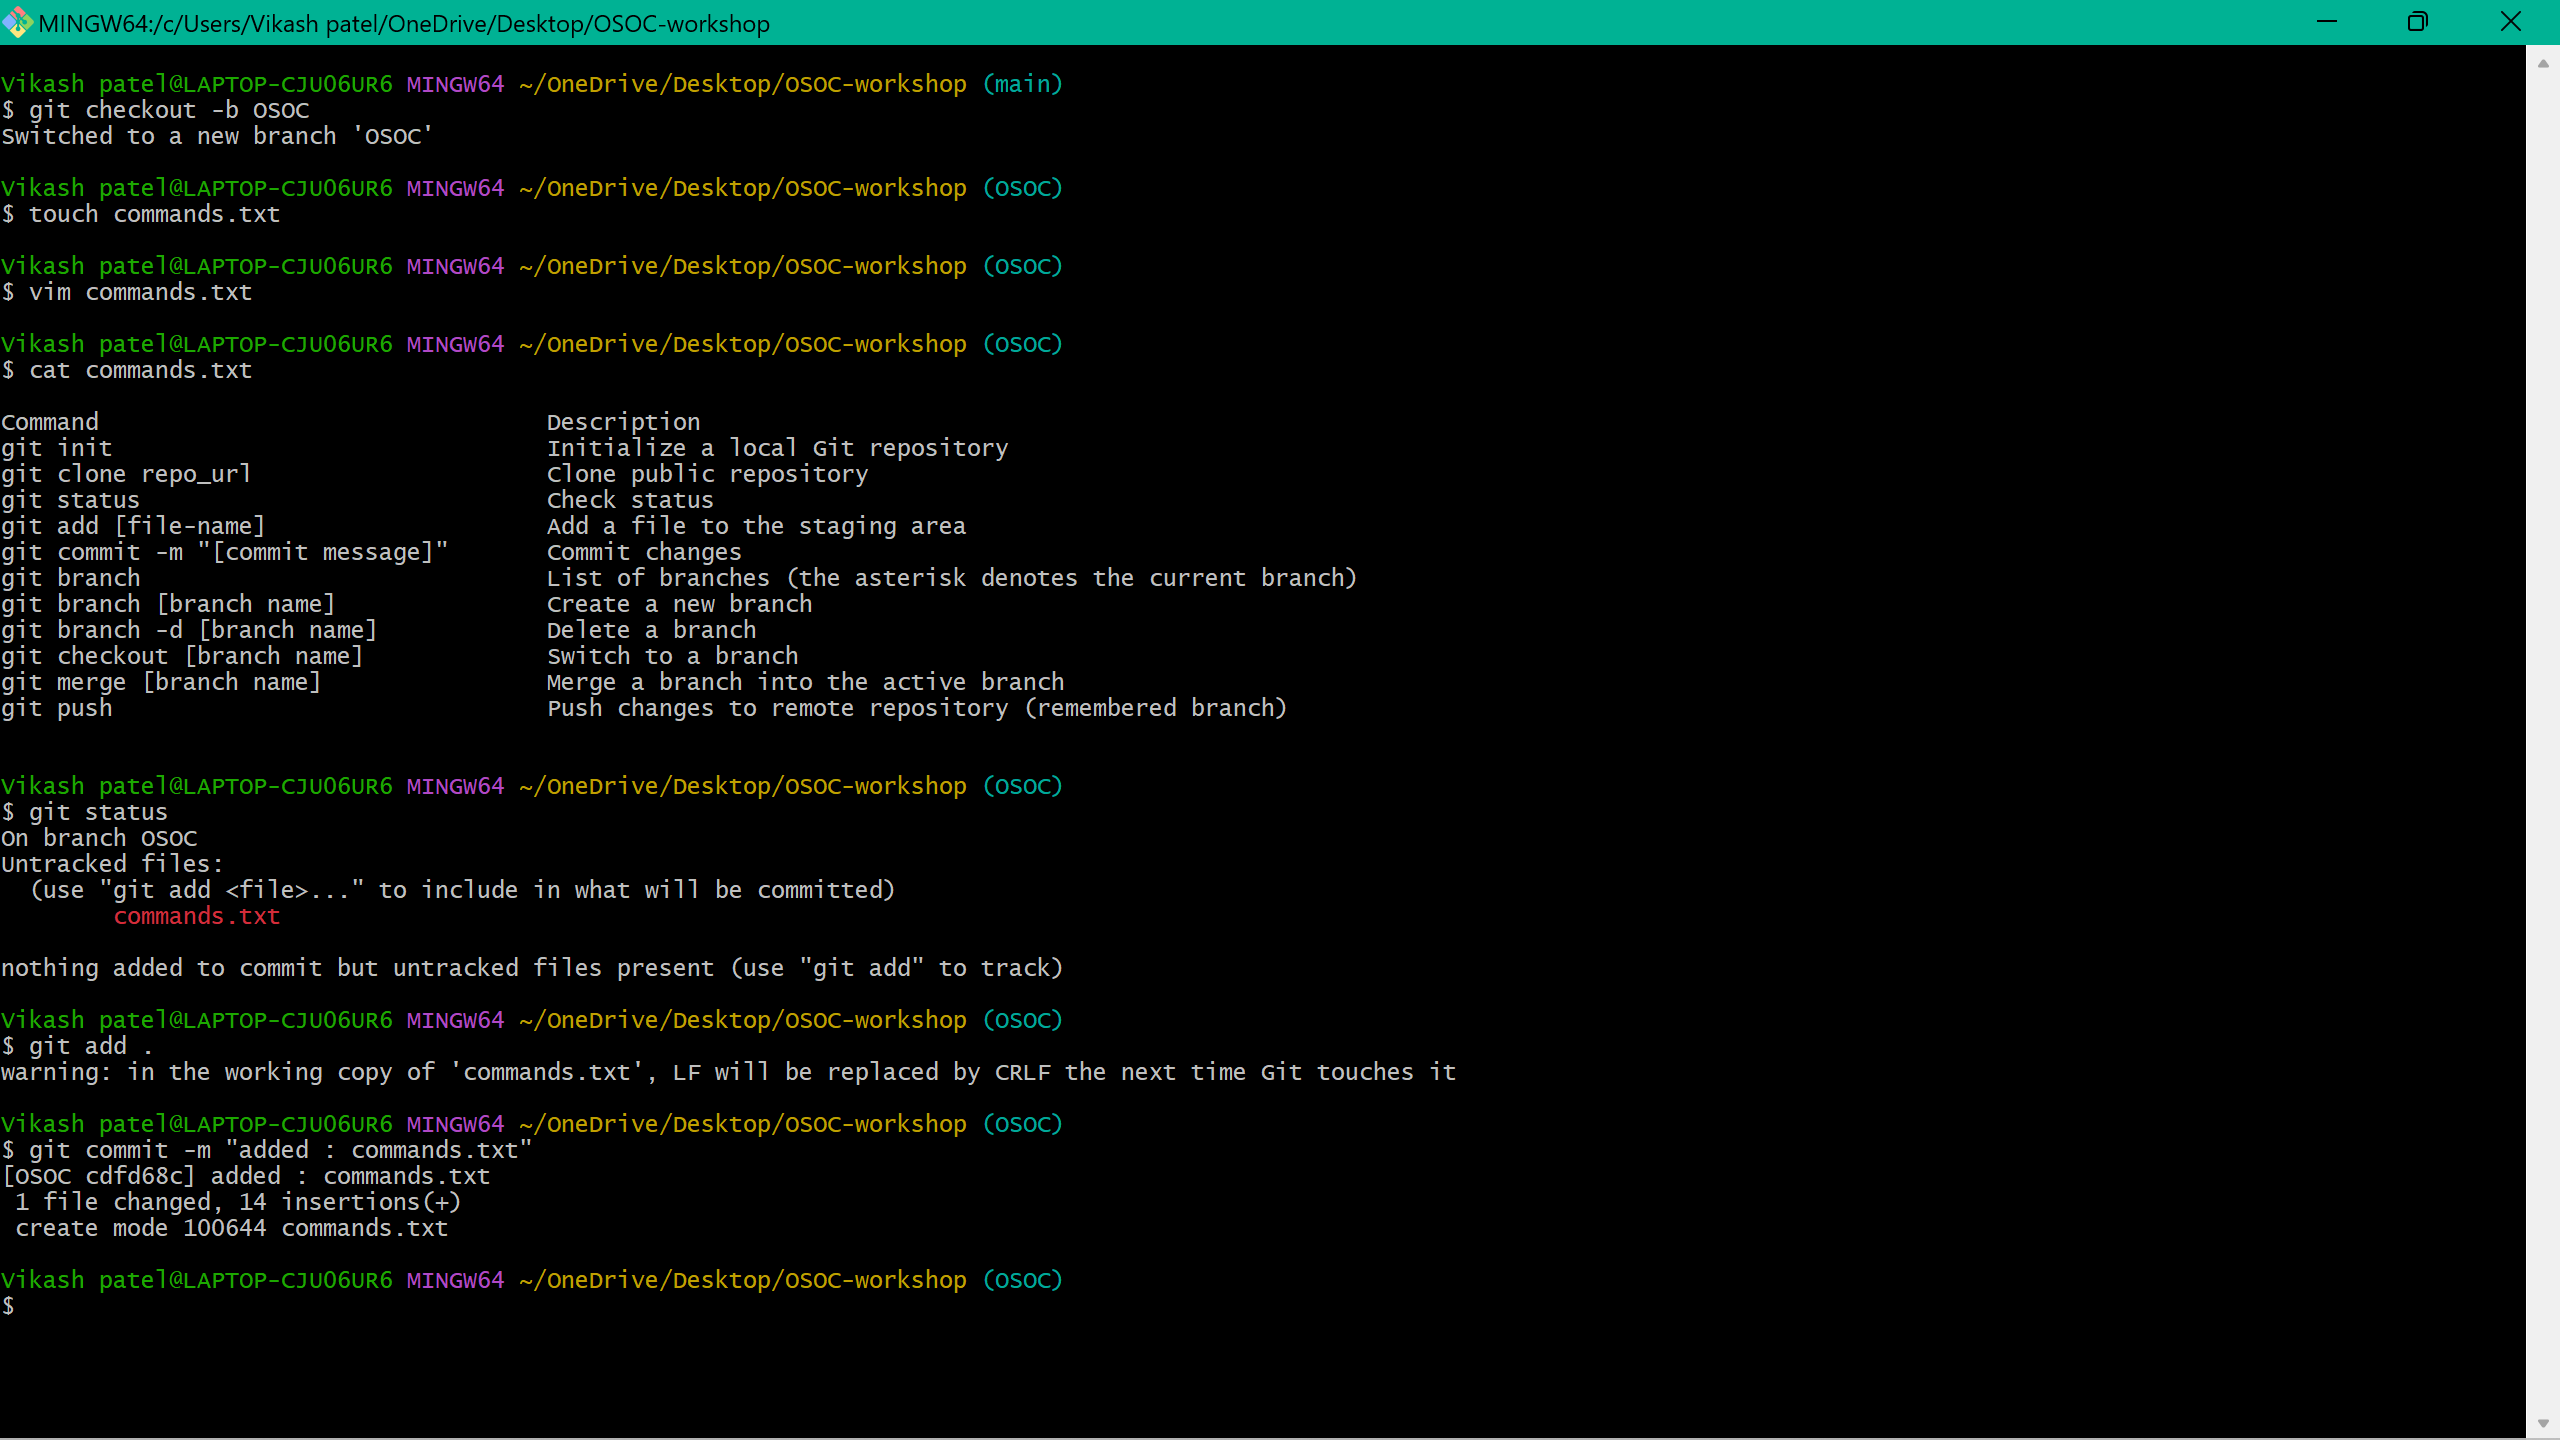 MINGW64:/c/Users/Vikash patel/OneDrive/Desktop/OSOC-workshop
Vikash patel@LAPTOP-CJU06UR6 MINGW64 ~/OneDrive/Desktop/OSOC-workshop (main)
$ git checkout -b OSOC
Switched to a new branch 'OSOC'
Vikash patel@LAPTOP-CJU06UR6 MINGW64 ~/OneDrive/Desktop/OSOC-workshop (OSOC)
$ touch commands.txt
Vikash patel@LAPTOP-CJU06UR6 MINGW64 ~/OneDrive/Desktop/OSOC-workshop (OSOC)
$ vim commands.txt
Vikash patel@LAPTOP-CJU06UR6 MINGW64 ~/OneDrive/Desktop/OSOC-workshop (OSOC)
$ cat commands.txt
Command                                Description
git init                               Initialize a local Git repository
git clone repo_url                     Clone public repository
git status                             Check status
git add [file-name]                    Add a file to the staging area
git commit -m "[commit message]"       Commit changes
git branch                             List of branches (the asterisk denotes the current branch)
git branch [branch name]               Create a new branch
git branch -d [branch name]            Delete a branch
git checkout [branch name]             Switch to a branch
git merge [branch name]                Merge a branch into the active branch
git push                               Push changes to remote repository (remembered branch)
Vikash patel@LAPTOP-CJU06UR6 MINGW64 ~/OneDrive/Desktop/OSOC-workshop (OSOC)
$ git status
On branch OSOC
Untracked files:
  (use "git add <file>..." to include in what will be committed)
        commands.txt
nothing added to commit but untracked files present (use "git add" to track)
Vikash patel@LAPTOP-CJU06UR6 MINGW64 ~/OneDrive/Desktop/OSOC-workshop (OSOC)
$ git add .
warning: in the working copy of 'commands.txt', LF will be replaced by CRLF the next time Git touches it
Vikash patel@LAPTOP-CJU06UR6 MINGW64 ~/OneDrive/Desktop/OSOC-workshop (OSOC)
$ git commit -m "added : commands.txt"
[OSOC cdfd68c] added : commands.txt
 1 file changed, 14 insertions(+)
 create mode 100644 commands.txt
Vikash patel@LAPTOP-CJU06UR6 MINGW64 ~/OneDrive/Desktop/OSOC-workshop (OSOC)
$